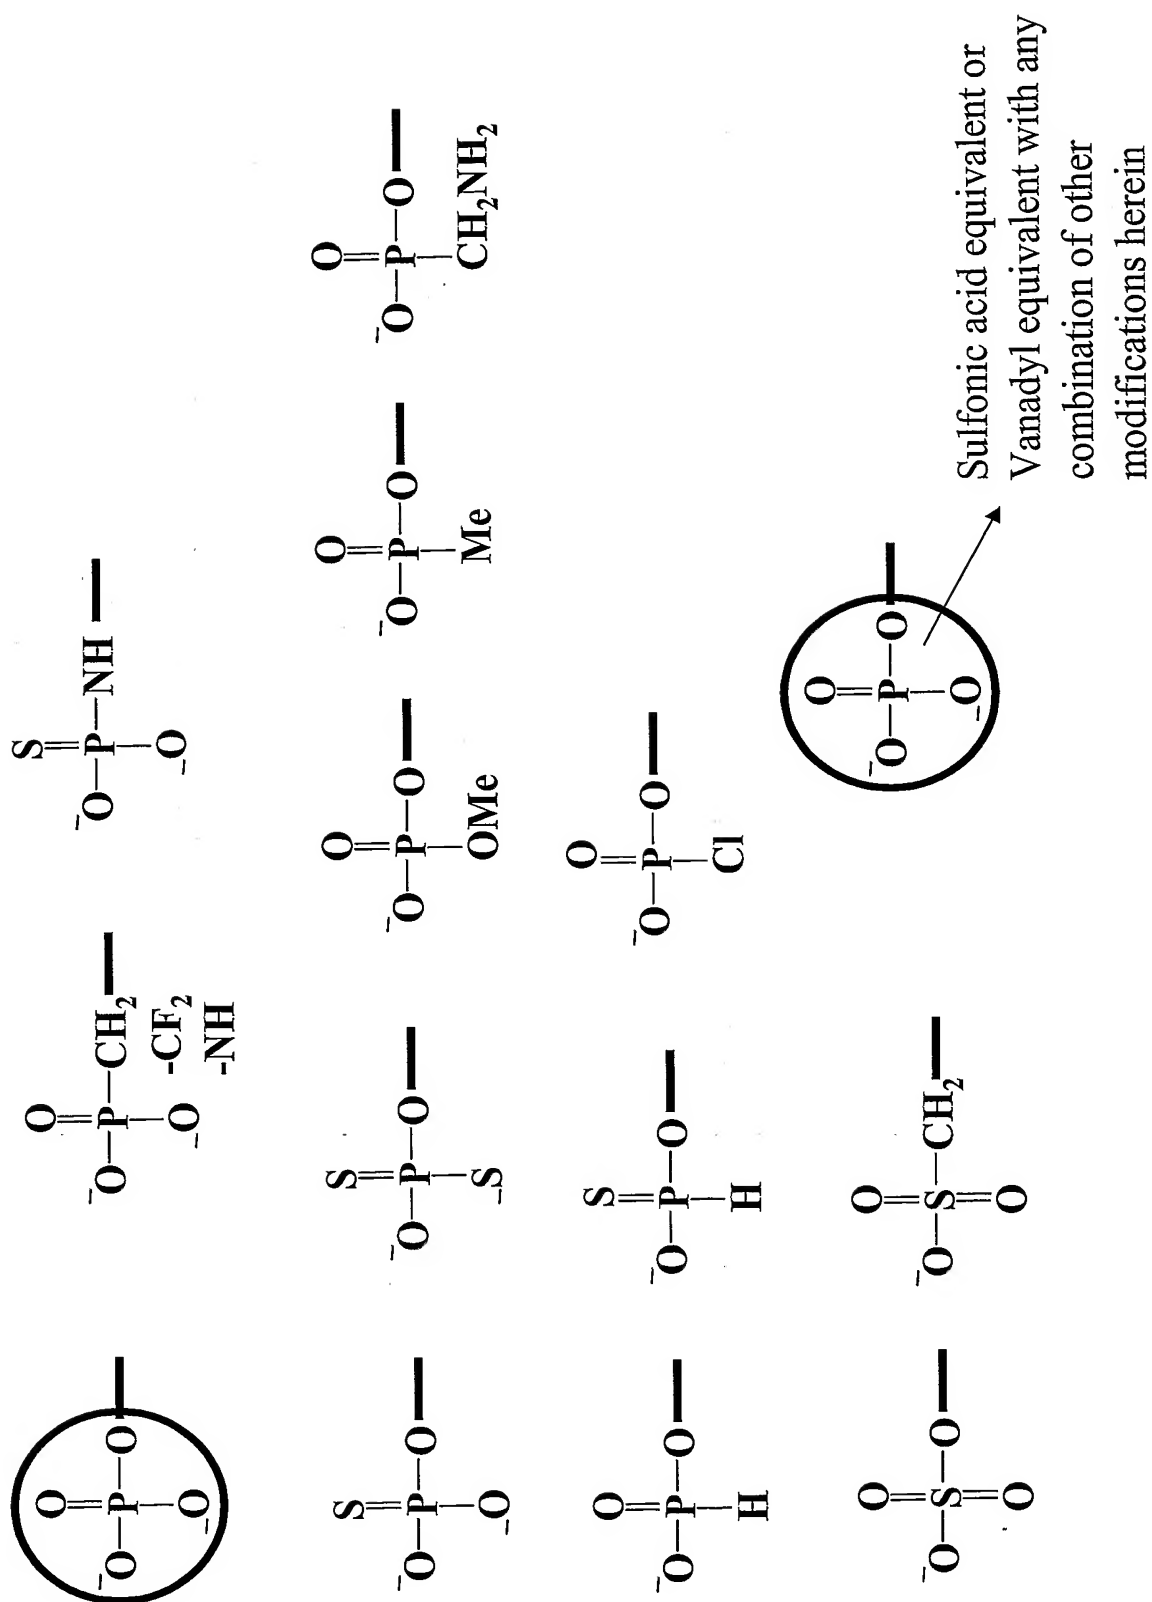 O
⁻O–P–O
O⁻
O
⁻O–P–CH₂
O⁻
-CF₂
-NH
S
⁻O–P–NH
O⁻
S
⁻O–P–O
O⁻
S
⁻O–P–O
S⁻
O
⁻O–P–O
OMe
O
⁻O–P–O
Me
O
⁻O–P–O
CH₂NH₂
O
⁻O–P–O
H
S
⁻O–P–O
H
O
⁻O–P–O
Cl
O
⁻O–S–O
O
O
⁻O–S–CH₂
O
O
⁻O–P–O
O⁻
Sulfonic acid equivalent or
Vanadyl equivalent with any
combination of other
modifications herein